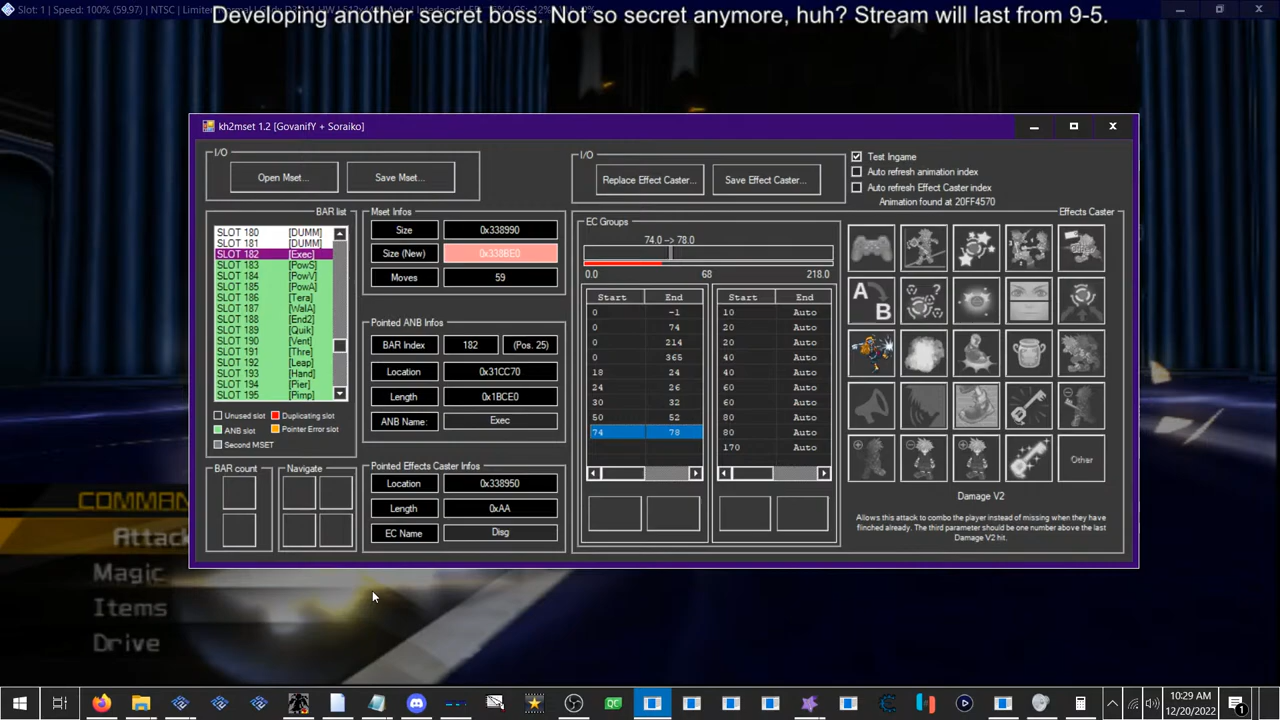 Developing another secret boss. Not so secret anymore, huh? Stream will last from 9-5.
kh2mset 1.2 [GovanifY + Soraiko]
I/O
Open Mset...
Save Mset...
BAR list
SLOT 180 [DUMM]
SLOT 181 [DUMM]
SLOT 182 [Exec]
SLOT 183 [PowS]
SLOT 184 [PowV]
SLOT 185 [PowA]
SLOT 186 [Tera]
SLOT 187 [WalA]
SLOT 188 [End2]
SLOT 189 [Quik]
SLOT 190 [Vent]
SLOT 191 [Thre]
SLOT 192 [Leap]
SLOT 193 [Hand]
SLOT 194 [Pier]
SLOT 195 [Pimp]
Unused slot
Duplicating slot
ANB slot
Pointer Error slot
Second MSET
BAR count
Navigate
Mset Infos
Size 0x338990
Size (New)
Moves 59
Pointed ANB Infos
BAR Index 182 (Pos. 25)
Location 0x31CC70
Length 0x1BCE0
ANB Name: Exec
Pointed Effects Caster Infos
Location 0x338950
Length 0xAA
EC Name Disg
I/O
Replace Effect Caster...
Save Effect Caster...
Test Ingame
Auto refresh animation index
Auto refresh Effect Caster index
Animation found at 20FF4570
EC Groups
74.0 -> 78.0
0.0 68 218.0
Start End
0 -1
0 74
0 214
0 365
18 24
24 26
30 32
50 52
74 78
Start End
10 Auto
20 Auto
20 Auto
40 Auto
40 Auto
60 Auto
60 Auto
80 Auto
80 Auto
170 Auto
Effects Caster
A
B
?
Other
Damage V2
Allows this attack to combo the player instead of missing when they have
flinched already. The third parameter should be one number above the last
Damage V2 hit.
Attack
Magic
Items
Drive
QC
10:29 AM
12/20/2022
1